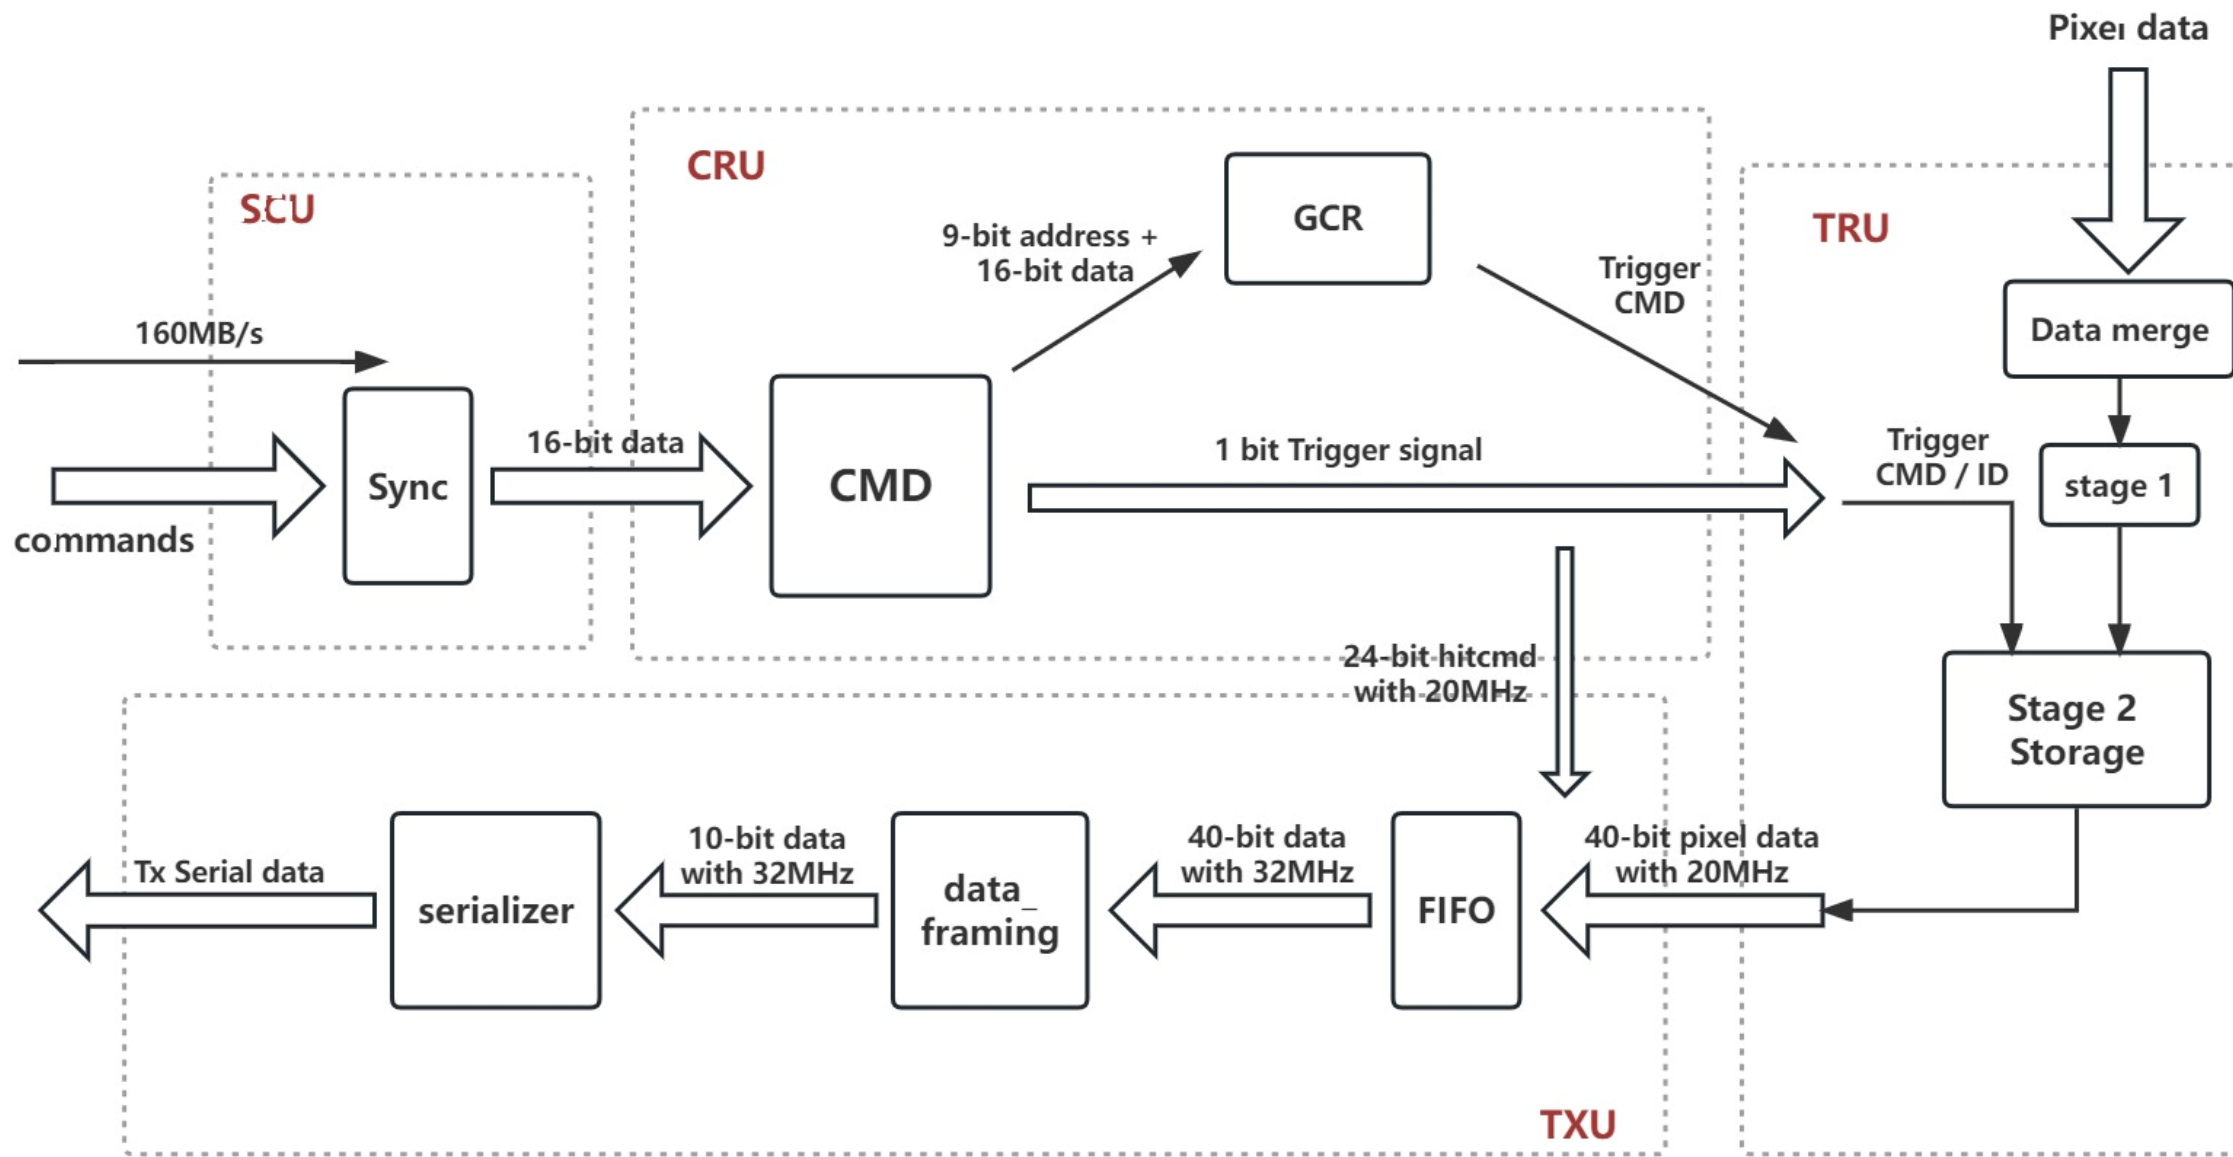 Pixel data
CRU
SCU
GCR
TRU
9-bit address +
16-bit data
Trigger
CMD
160MB/s
Data merge
16-bit data
1 bit Trigger signal
Trigger
CMD / ID
Sync
CMD
stage 1
commands
24-bit hitcmd
with 20MHz
Stage 2
Storage
Tx Serial data
serializer
10-bit data
with 32MHz
data_
framing
40-bit data
with 32MHz
FIFO
40-bit pixel data
with 20MHz
TXU